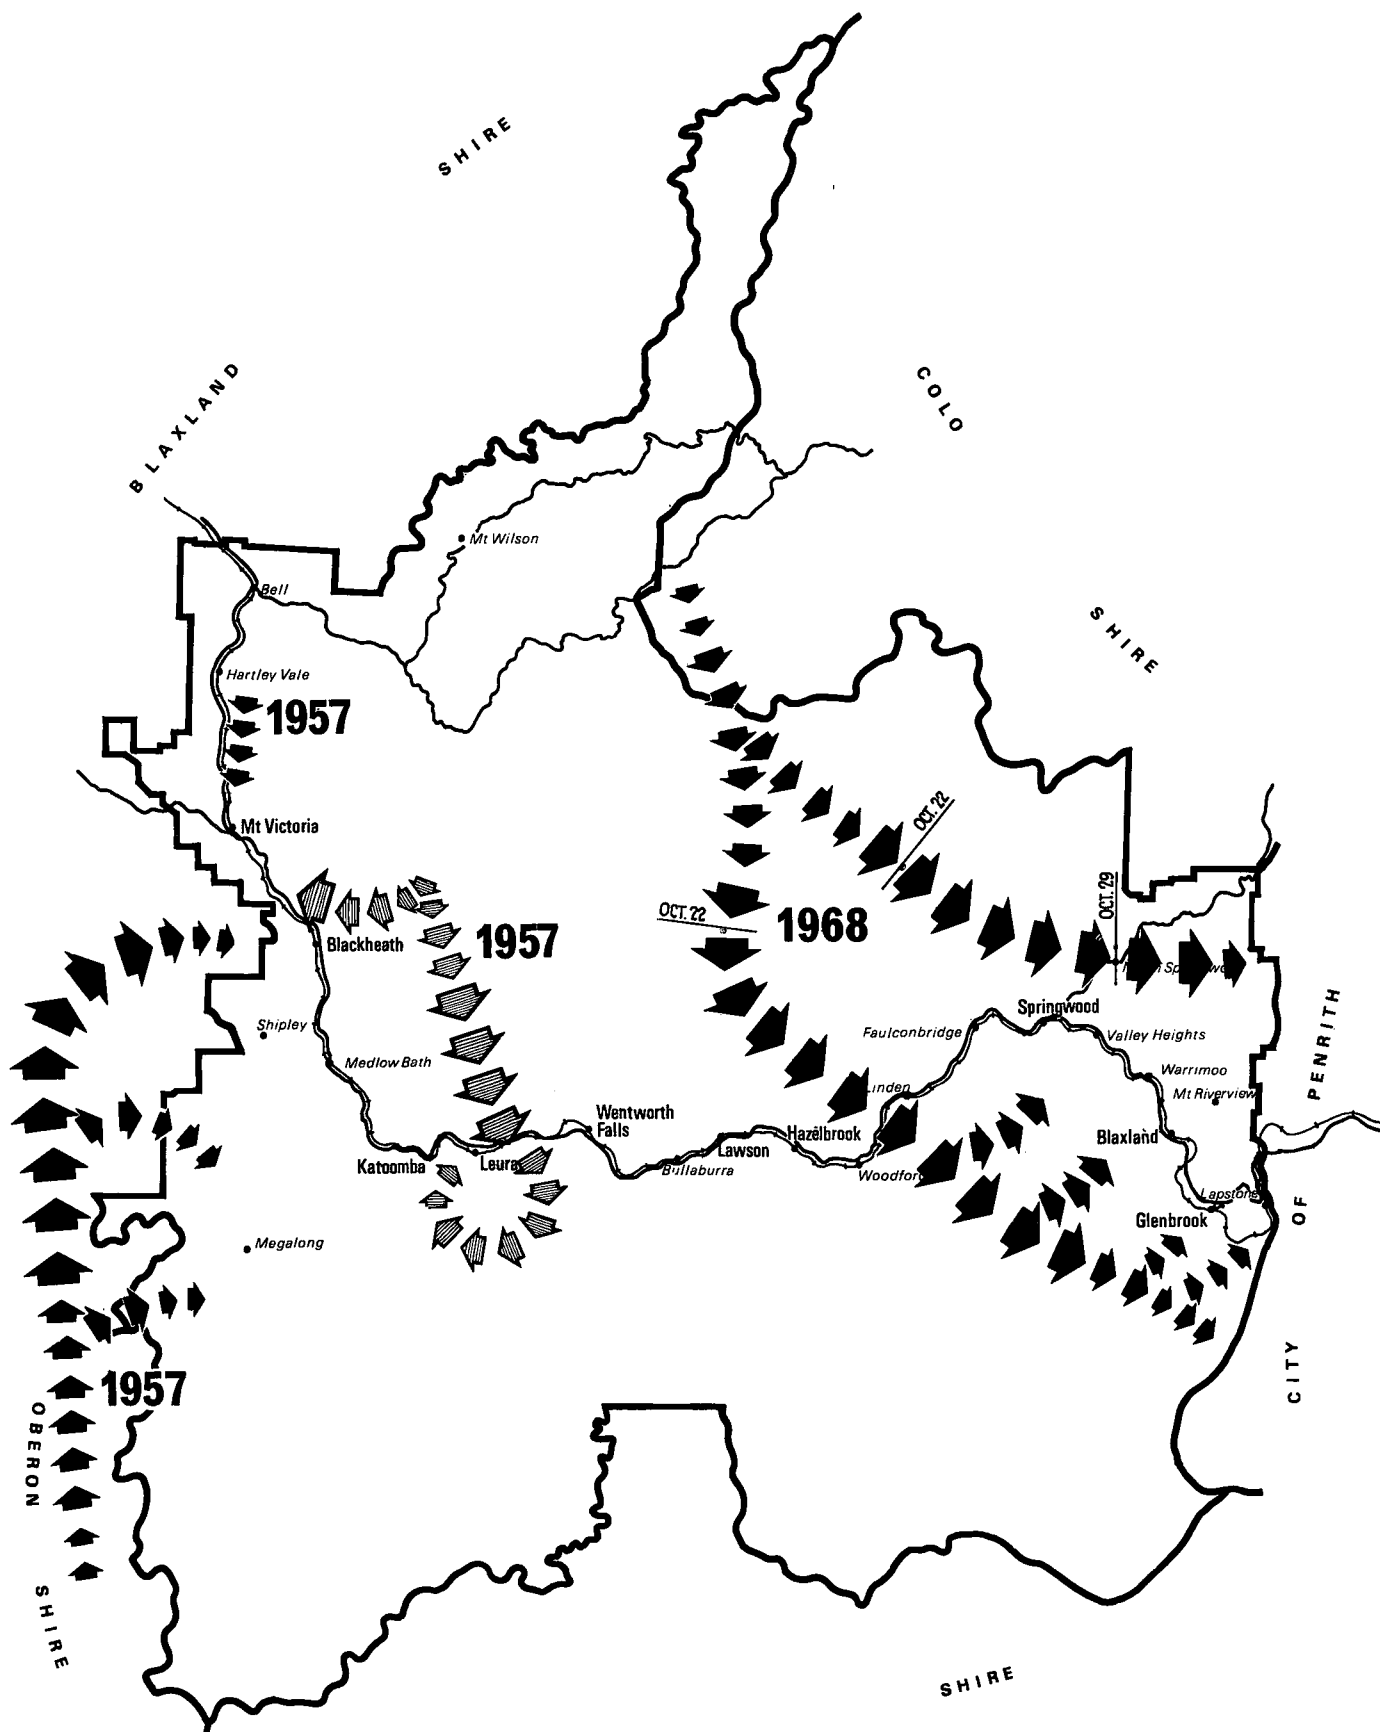 SHIRE
BLAXLAND
COLO
Mt Wilson
Bell
SHIRE
Hartley Vale
1957
OCT. 22
Mt Victoria
OCT. 29
OCT. 22
1968
1957
Blackheath
Springwood
Shipley
Faulconbridge
Valley Heights
PENRITH
Medlow Bath
Warrimoo
Linden
Mt Riverview
Wentworth
Falls
Hazelbrook
Blaxland
Lawson
Katoomba
Leura
Bullaburra
Woodford
Lapstone
OF
Glenbrook
Megalong
CITY
1957
OBERON
SHIRE
SHIRE